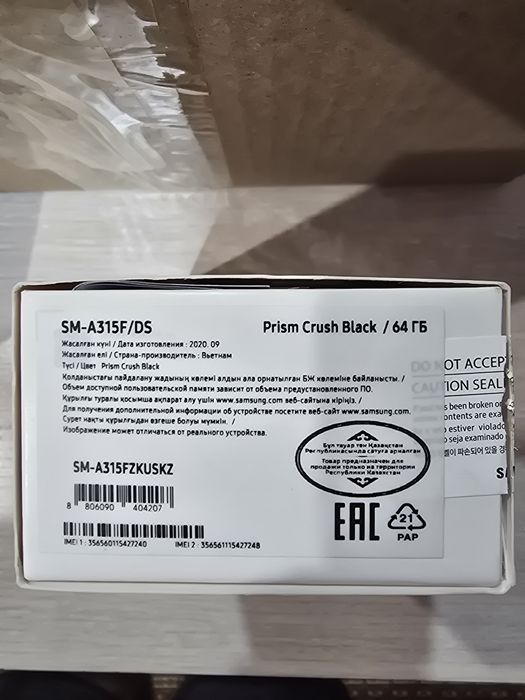 SM-A315F/DS
Prism Crush Black / 64 ГБ
Жасалған күні / Дата изготовления : 2020. 09
Жасалған елі / Страна-производитель : Вьетнам
Түсі / Цвет Prism Crush Black
Қолданыстағы пайдалану жадының көлемі алдын ала орнатылған БЖ көлеміне байланысты. /
Объем доступной пользовательской памяти зависит от объема предустановленного ПО.
Құрылғы туралы қосымша ақпарат алу үшін www.samsung.com веб-сайтына кіріңіз. /
Для получения дополнительной информации об устройстве посетите веб-сайт www.samsung.com.
Сурет нақты құрылғыдан өзгеше болуы мүмкін. /
Изображение может отличаться от реального устройства.
Бұл тауар тек Қазақстан
Республикасында сатуға арналған
Товар предназначен для
продажи только на территории
Республики Казахстан
SM-A315FZKUSKZ
8 806090 404207
IMEI 1 : 356560115427240
IMEI 2 : 356561115427248
EAC
21
PAP
DO NOT ACCEPT
CAUTION SEAL
been broken or
contents are exa
estiver violado
seja examinado